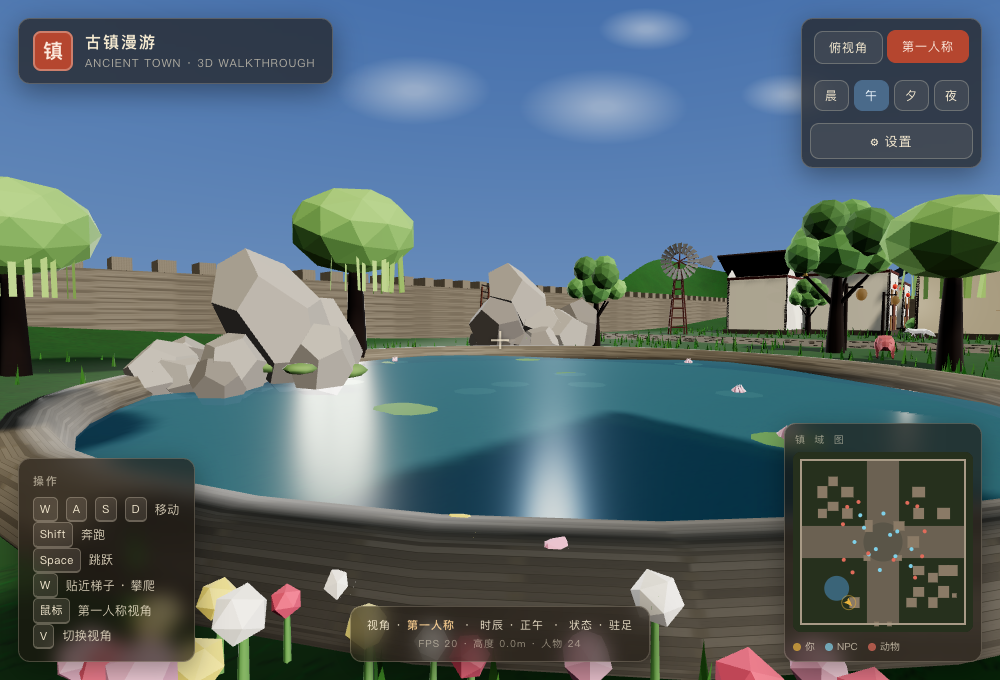 镇
古镇漫游
ANCIENT TOWN · 3D WALKTHROUGH
俯视角 第一人称
晨 午 夕 夜
⚙ 设置
操作
W A S D 移动
Shift 奔跑
Space 跳跃
W 贴近梯子 · 攀爬
鼠标 第一人称视角
V 切换视角
视角 · 第一人称 · 时辰 · 正午 · 状态 · 驻足
FPS 20 · 高度 0.0m · 人物 24
镇域图
你 NPC 动物